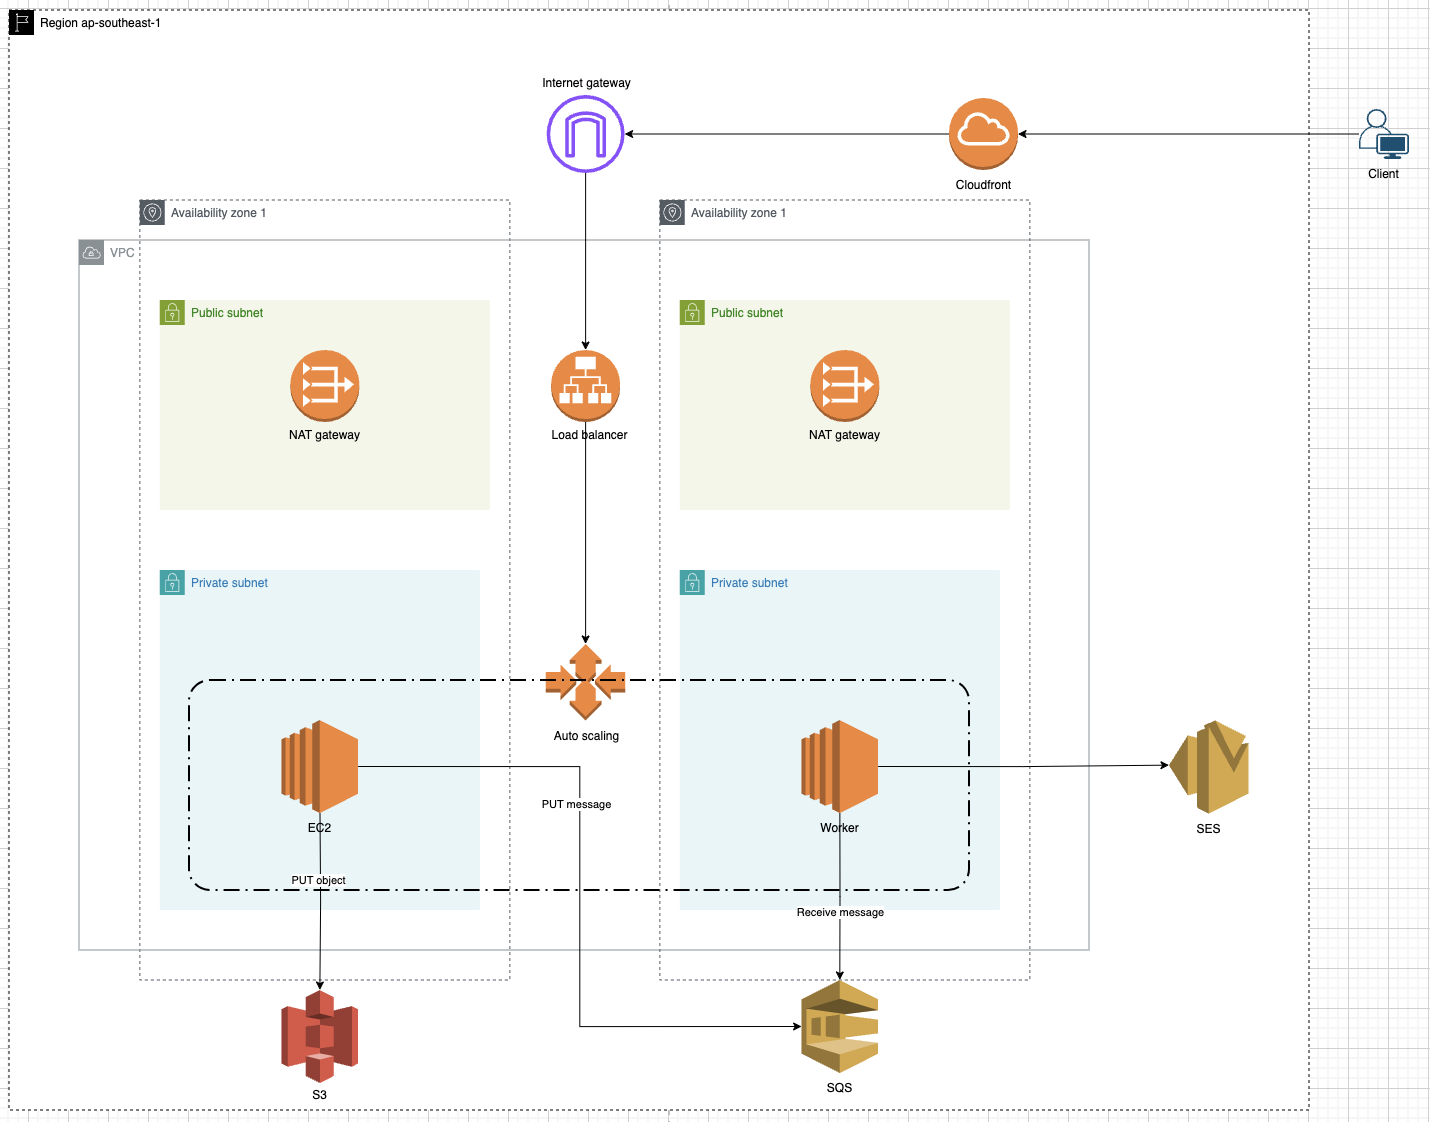 Region ap-southeast-1
Internet gateway
Cloudfront
Client
Availability zone 1
Availability zone 1
VPC
Public subnet
Public subnet
NAT gateway
Load balancer
NAT gateway
Private subnet
Private subnet
Auto scaling
PUT message
EC2
Worker
SES
PUT object
Receive message
S3
SQS